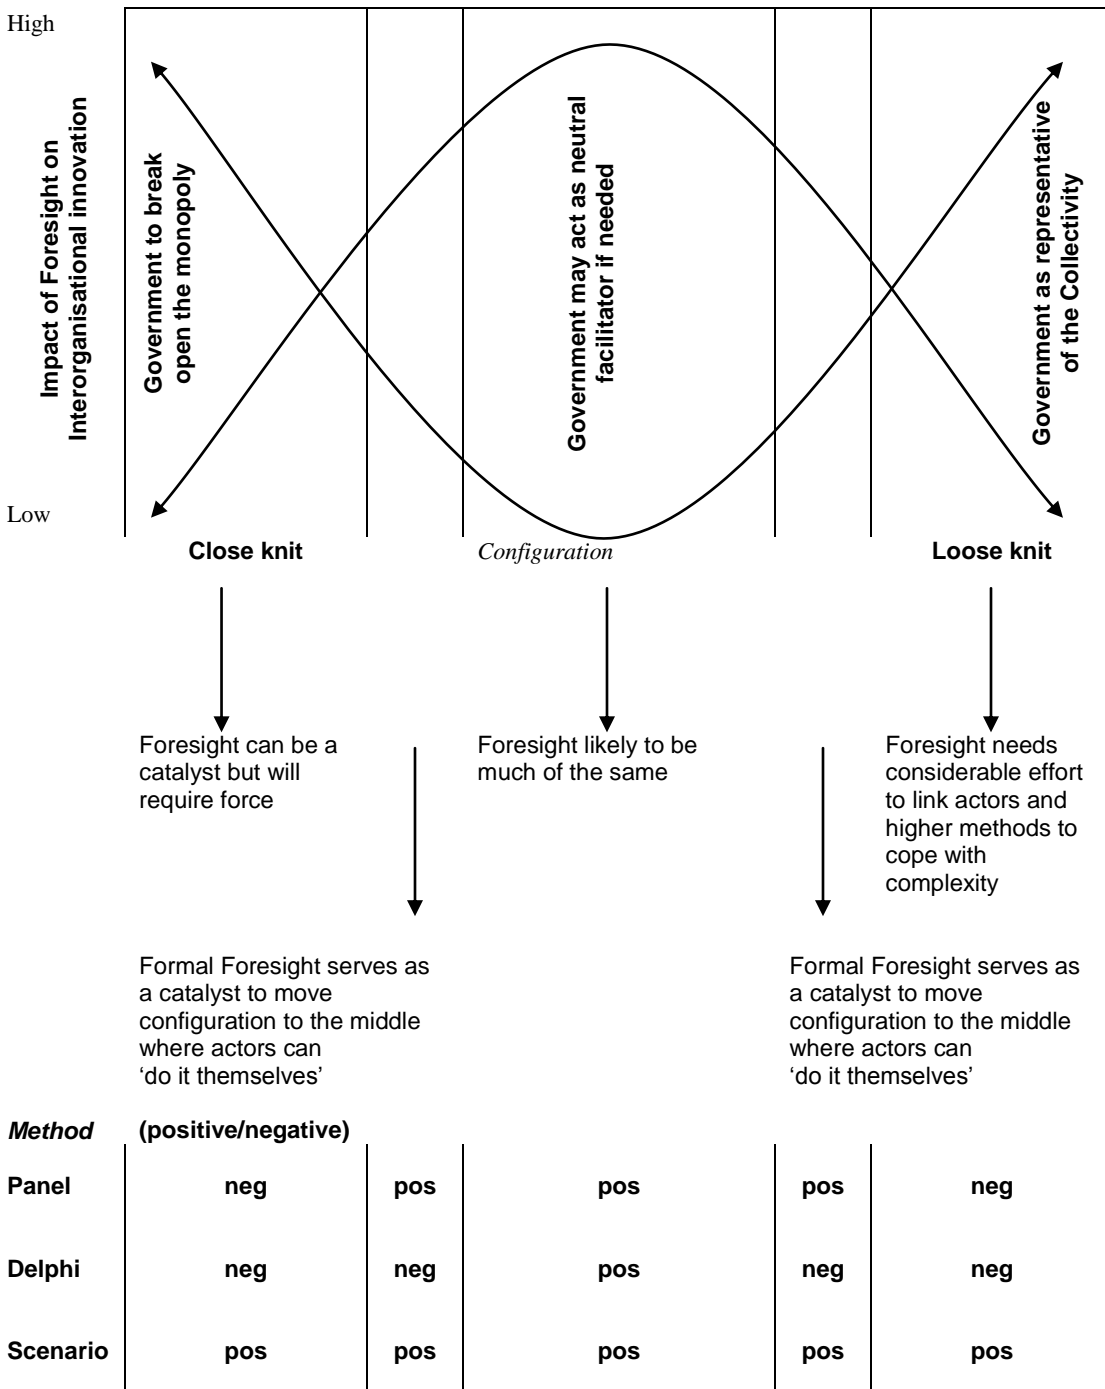 High
Impact of Foresight on
Interorganisational innovation
Government to break
open the monopoly
Government may act as neutral
facilitator if needed
Government as representative
of the Collectivity
Low
Close knit
Configuration
Loose knit
Foresight can be a
catalyst but will
require force
Foresight likely to be
much of the same
Foresight needs
considerable effort
to link actors and
higher methods to
cope with
complexity
Formal Foresight serves as
a catalyst to move
configuration to the middle
where actors can
‘do it themselves’
Formal Foresight serves as
a catalyst to move
configuration to the middle
where actors can
‘do it themselves’
Method (positive/negative)
Panel neg pos pos pos neg
Delphi neg neg pos neg neg
Scenario pos pos pos pos pos